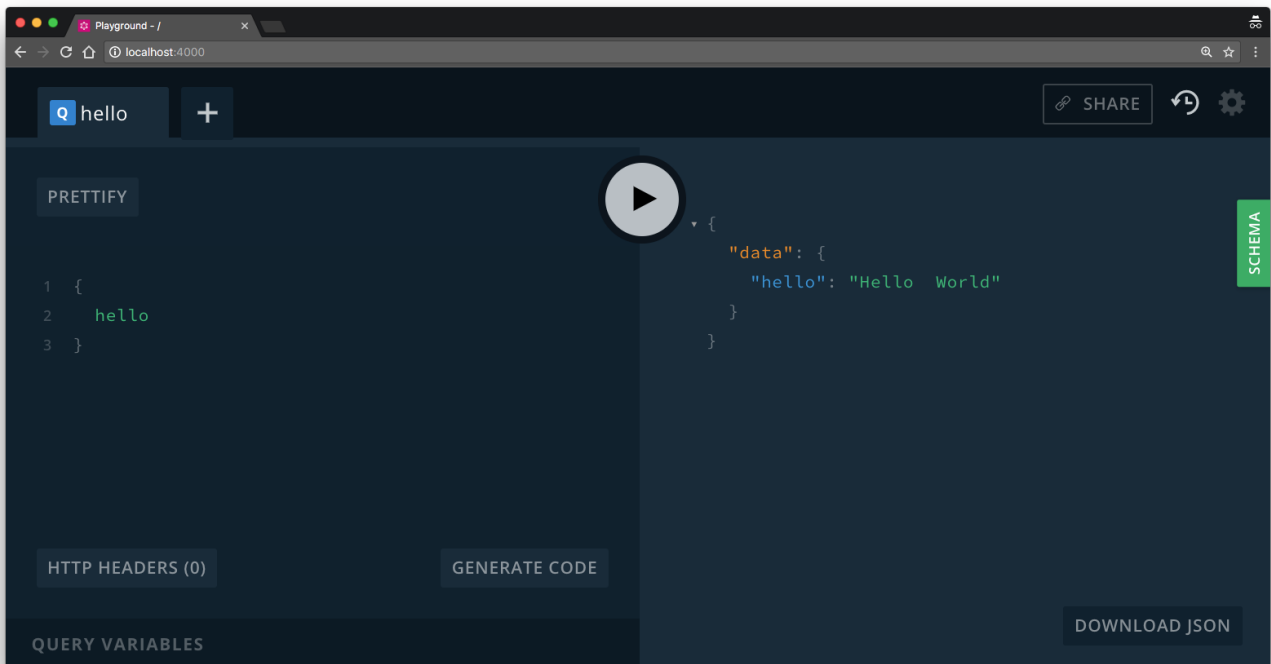 Playground - /
localhost:4000
Q hello
+
SHARE
PRETTIFY
1 {
2 hello
3 }
{
"data": {
"hello": "Hello  World"
}
}
SCHEMA
HTTP HEADERS (0)
GENERATE CODE
QUERY VARIABLES
DOWNLOAD JSON